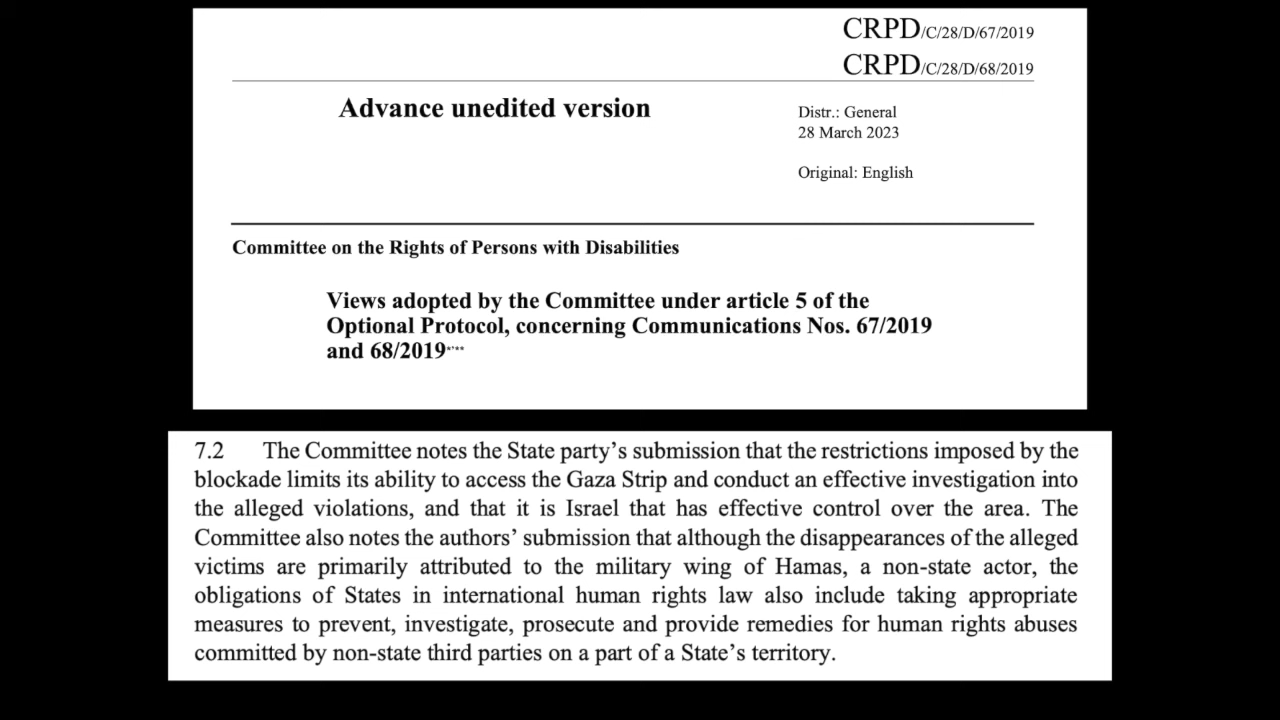 CRPD/C/28/D/67/2019
CRPD/C/28/D/68/2019
Advance unedited version
Distr.: General
28 March 2023
Original: English
Committee on the Rights of Persons with Disabilities
Views adopted by the Committee under article 5 of the
Optional Protocol, concerning Communications Nos. 67/2019
and 68/2019*,**
7.2 The Committee notes the State party’s submission that the restrictions imposed by the
blockade limits its ability to access the Gaza Strip and conduct an effective investigation into
the alleged violations, and that it is Israel that has effective control over the area. The
Committee also notes the authors’ submission that although the disappearances of the alleged
victims are primarily attributed to the military wing of Hamas, a non-state actor, the
obligations of States in international human rights law also include taking appropriate
measures to prevent, investigate, prosecute and provide remedies for human rights abuses
committed by non-state third parties on a part of a State’s territory.